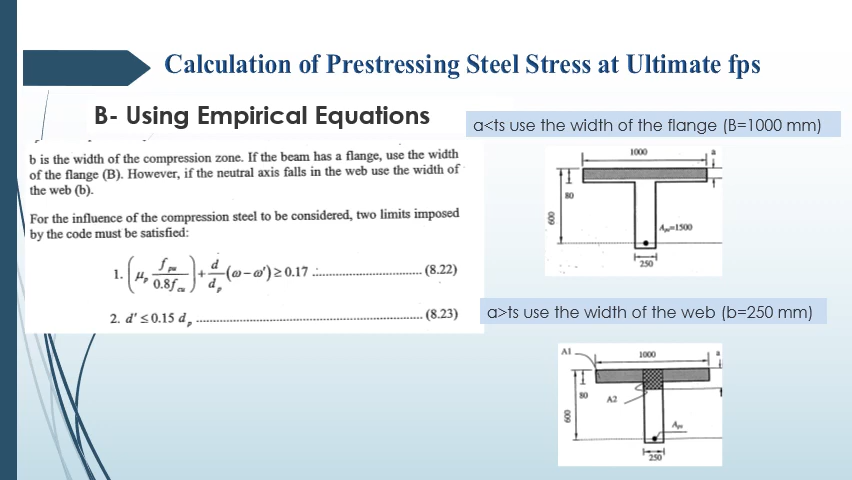 Calculation of Prestressing Steel Stress at Ultimate fps
B- Using Empirical Equations
b is the width of the compression zone. If the beam has a flange, use the width
of the flange (B). However, if the neutral axis falls in the web use the width of
the web (b).
For the influence of the compression steel to be considered, two limits imposed
by the code must be satisfied:
1. (μp fpu / 0.8fcu) + d/dp (ω − ω') ≥ 0.17 ................................ (8.22)
2. d' ≤ 0.15 dp ................................................................ (8.23)
a<ts use the width of the flange (B=1000 mm)
1000
a
80
600
Aps=1500
250
a>ts use the width of the web (b=250 mm)
A1
1000
a
80
A2
600
Aps
250